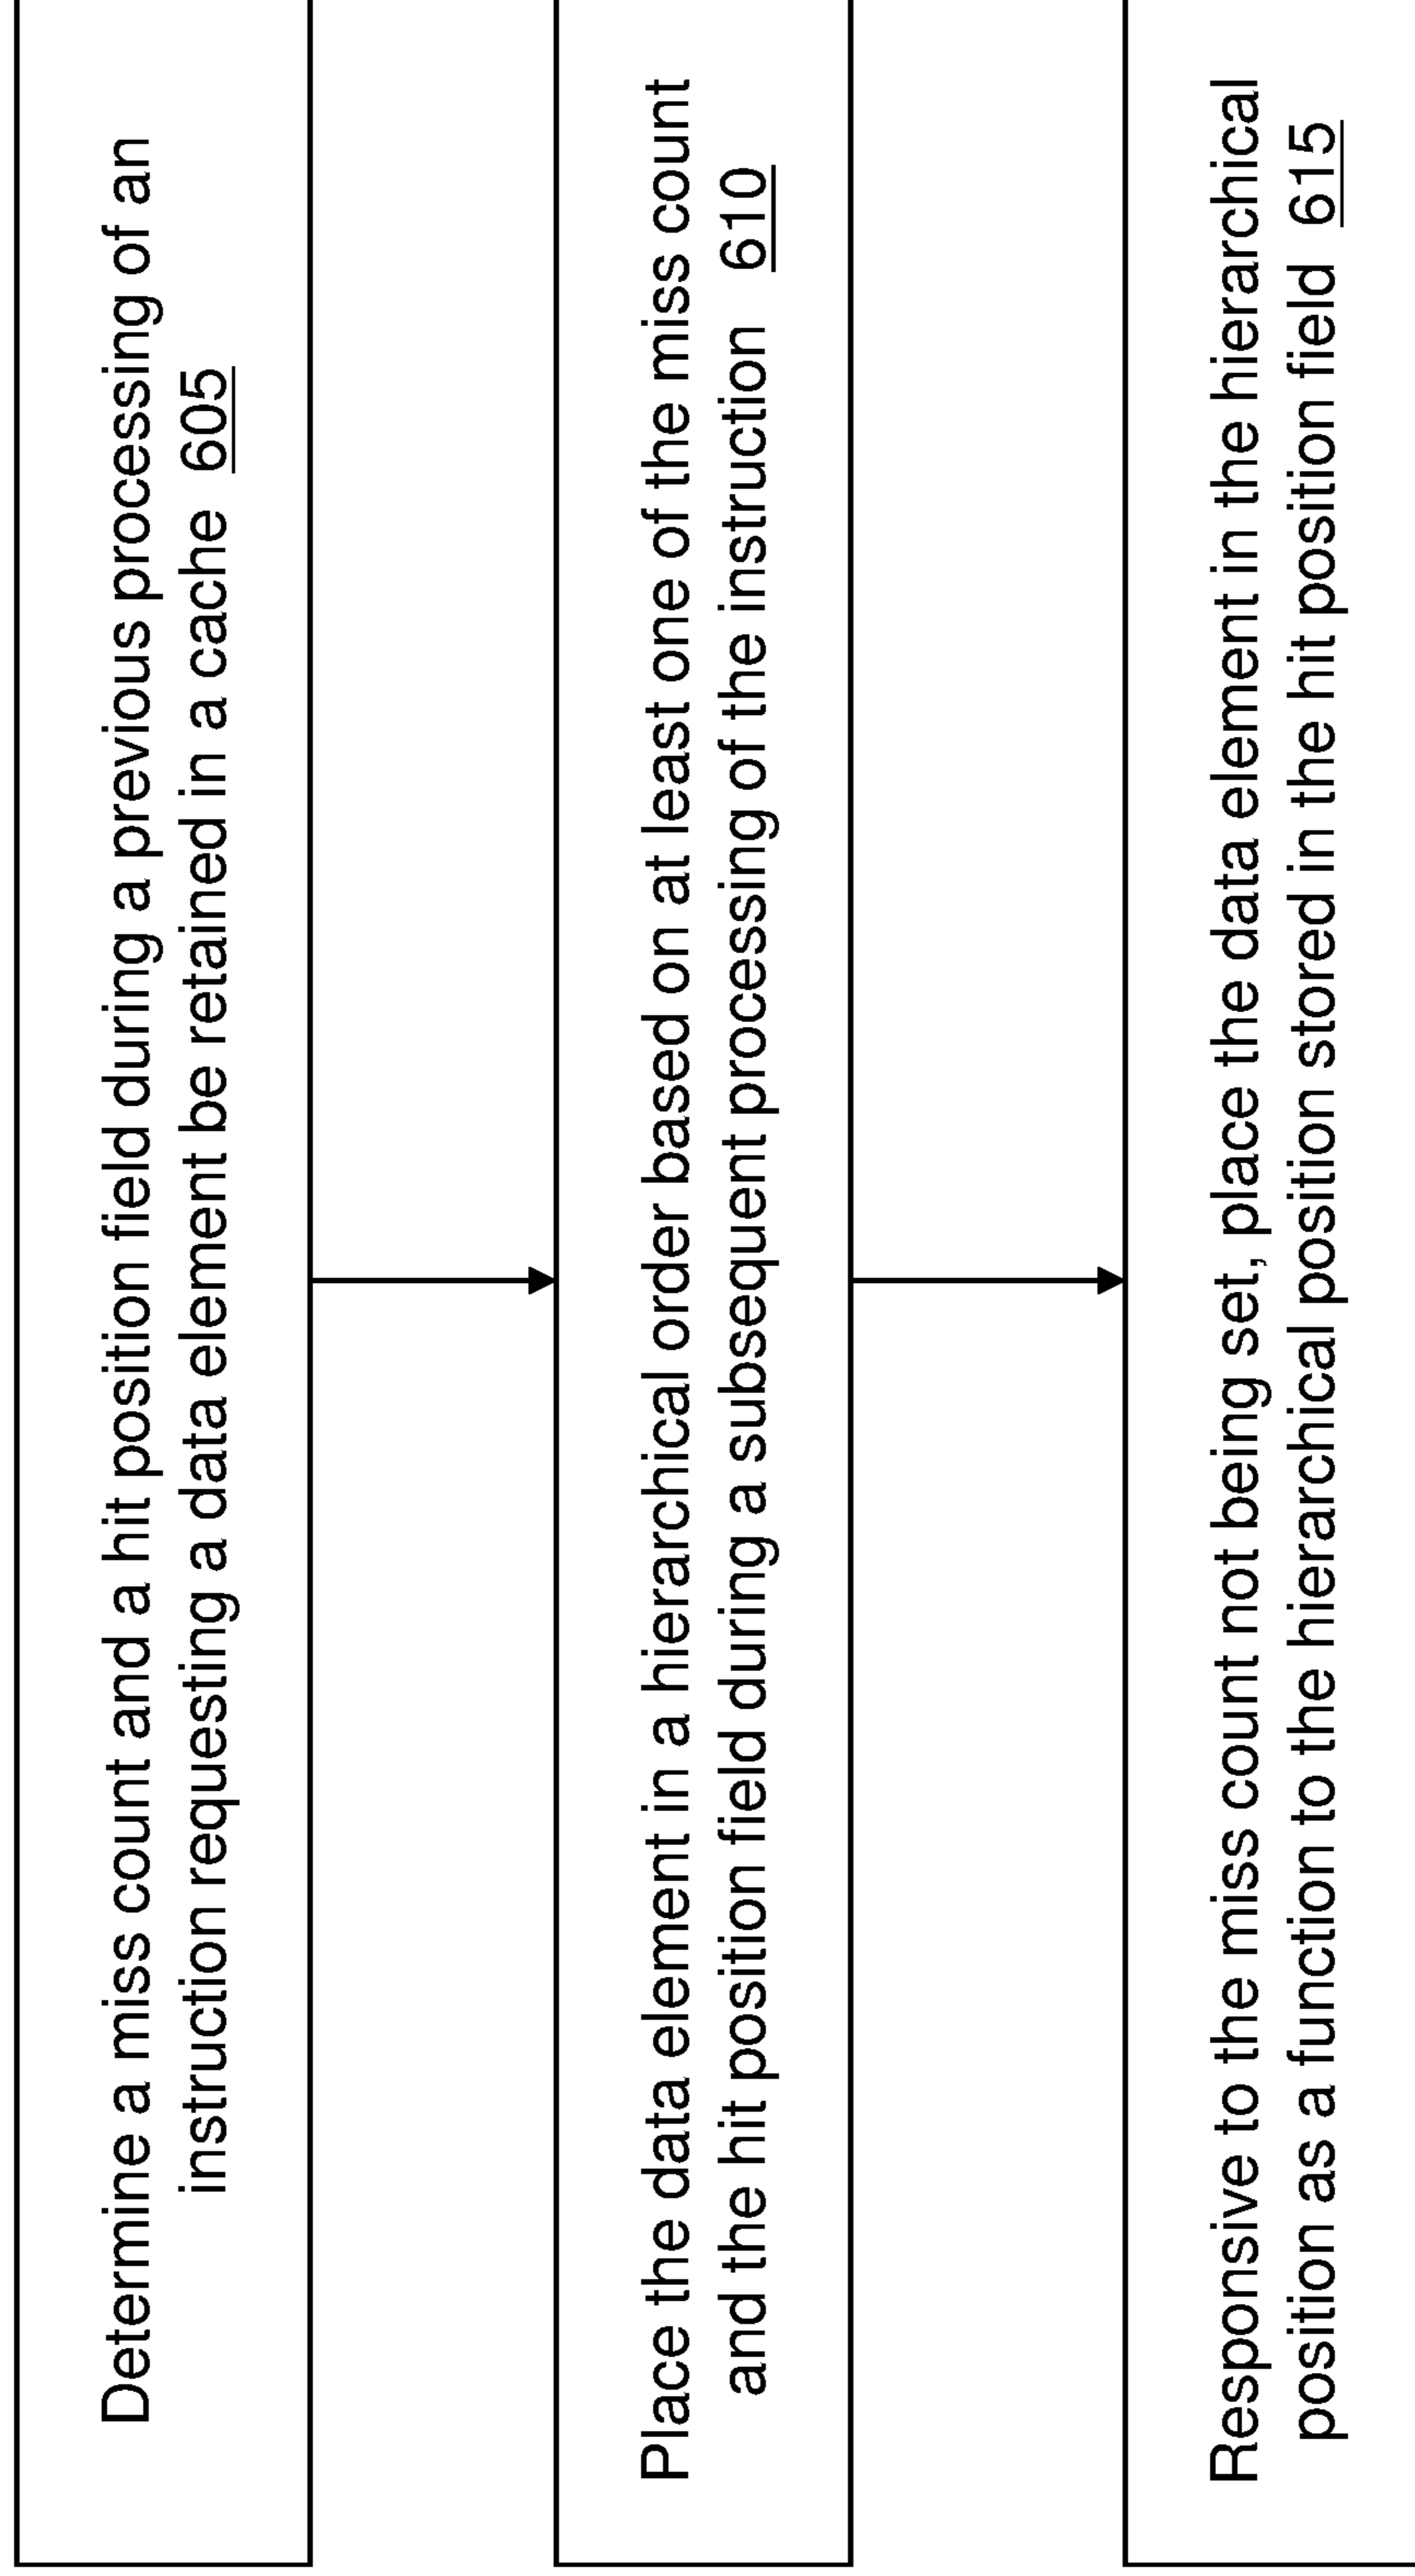 Determine a miss count and a hit position field during a previous processing of an
instruction requesting a data element be retained in a cache 605
Place the data element in a hierarchical order based on at least one of the miss count
and the hit position field during a subsequent processing of the instruction 610
Responsive to the miss count not being set, place the data element in the hierarchical
position as a function to the hierarchical position stored in the hit position field 615